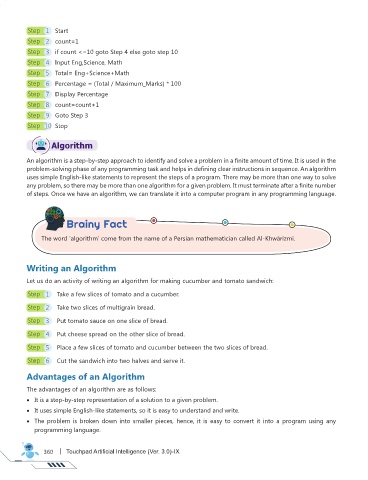 Step 1 Start
Step 2 count=1
Step 3 if count <=10 goto Step 4 else goto step 10
Step 4 Input Eng,Science, Math
Step 5 Total= Eng+Science+Math
Step 6 Percentage = (Total / Maximum_Marks) * 100
Step 7 Display Percentage
Step 8 count=count+1
Step 9 Goto Step 3
Step 10 Stop
Algorithm
An algorithm is a step-by-step approach to identify and solve a problem in a finite amount of time. It is used in the
problem-solving phase of any programming task and helps in defining clear instructions in sequence. An algorithm
uses simple English-like statements to represent the steps of a program. There may be more than one way to solve
any problem, so there may be more than one algorithm for a given problem. It must terminate after a finite number
of steps. Once we have an algorithm, we can translate it into a computer program in any programming language.
Brainy Fact
The word 'algorithm' come from the name of a Persian mathematician called Al-Khwārizmī.
Writing an Algorithm
Let us do an activity of writing an algorithm for making cucumber and tomato sandwich:
Step 1 Take a few slices of tomato and a cucumber.
Step 2 Take two slices of multigrain bread.
Step 3 Put tomato sauce on one slice of bread.
Step 4 Put cheese spread on the other slice of bread.
Step 5 Place a few slices of tomato and cucumber between the two slices of bread.
Step 6 Cut the sandwich into two halves and serve it.
Advantages of an Algorithm
The advantages of an algorithm are as follows:
• It is a step-by-step representation of a solution to a given problem.
• It uses simple English-like statements, so it is easy to understand and write.
• The problem is broken down into smaller pieces, hence, it is easy to convert it into a program using any
programming language.
360 | Touchpad Artificial Intelligence (Ver. 3.0)-IX